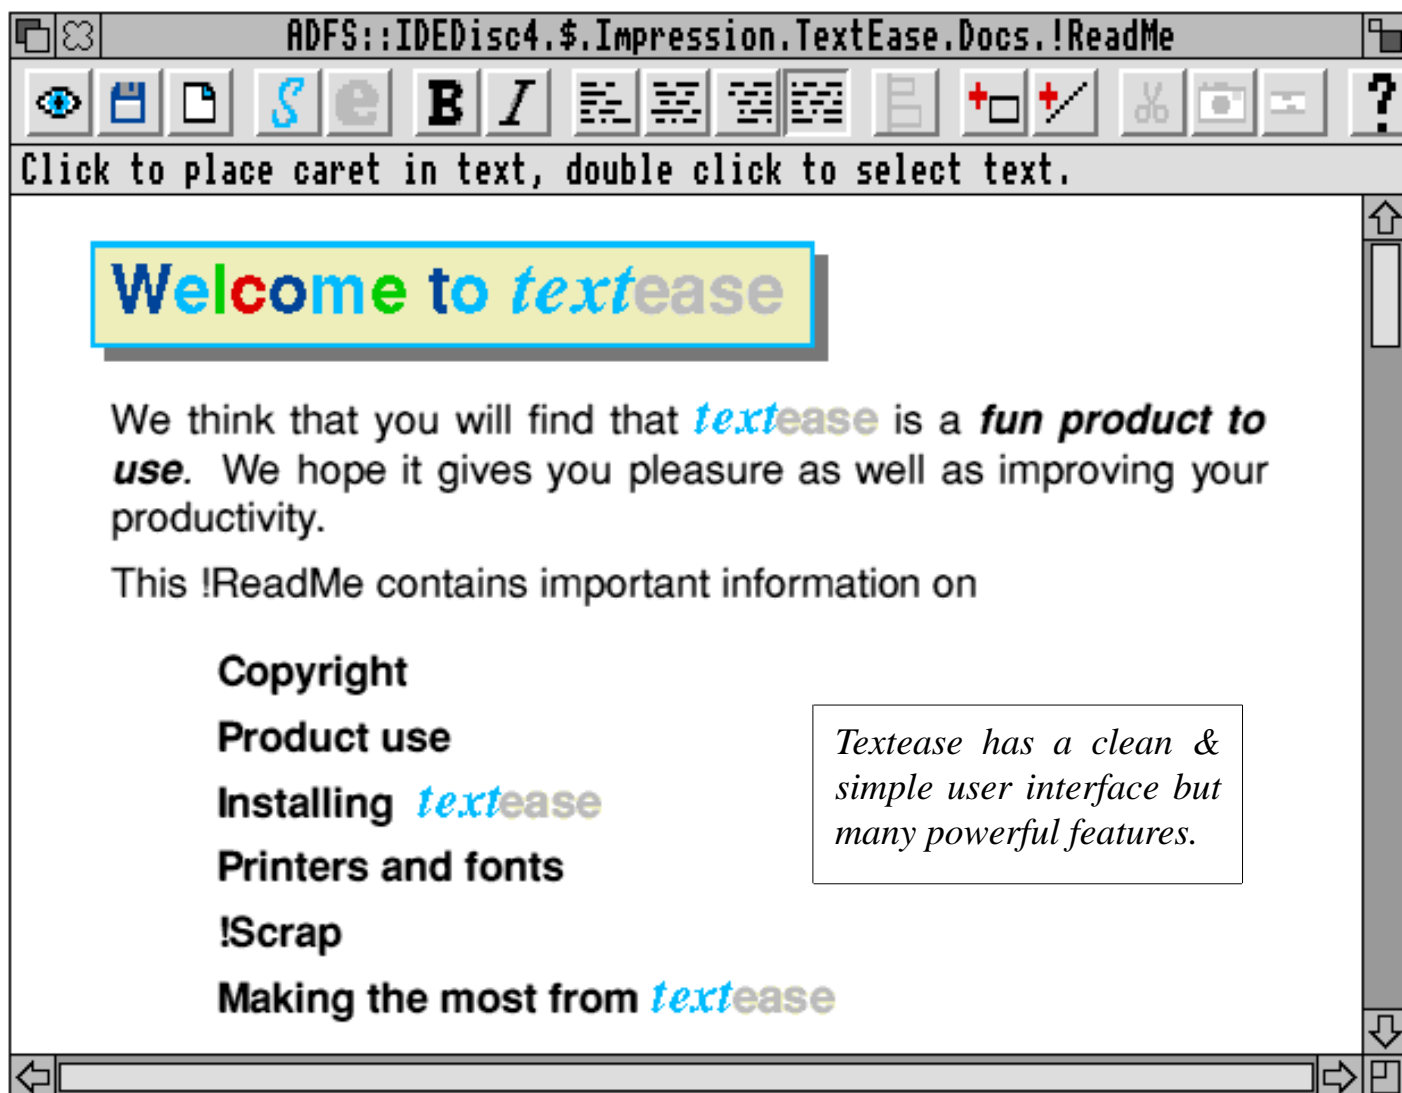 ADFS::IDEDisc4.$.Impression.TextEase.Docs.!ReadMe
S e B I ?
Click to place caret in text, double click to select text.
Welcome to textease
We think that you will find that textease is a fun product to
use. We hope it gives you pleasure as well as improving your
productivity.
This !ReadMe contains important information on
Copyright
Product use
Installing textease
Printers and fonts
!Scrap
Making the most from textease
Textease has a clean &
simple user interface but
many powerful features.